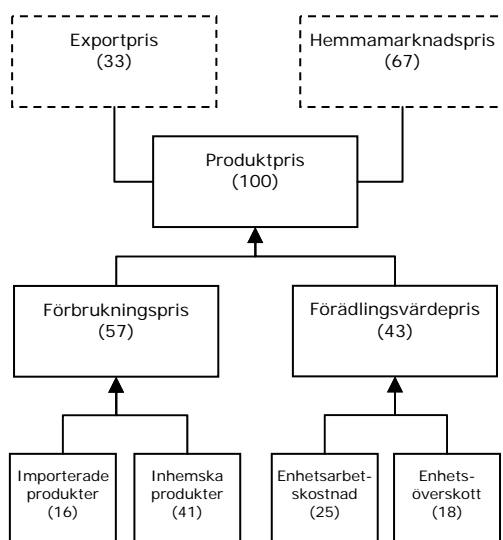 Exportpris
(33)
Hemmamarknadspris
(67)
Produktpris
(100)
Förbrukningspris
(57)
Förädlingsvärdepris
(43)
Importerade
produkter
(16)
Inhemska
produkter
(41)
Enhetsarbet-
skostnad
(25)
Enhets-
överskott
(18)